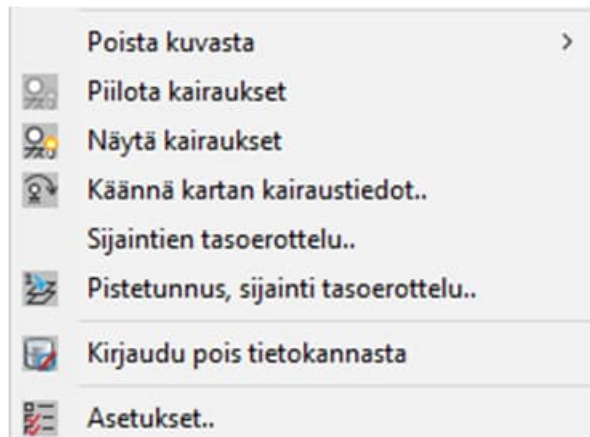 Poista kuvasta
Piilota kairaukset
Näytä kairaukset
Käännä kartan kairaustiedot..
Sijaintien tasoerottelu..
Pistetunnus, sijainti tasoerottelu..
Kirjaudu pois tietokannasta
Asetukset..